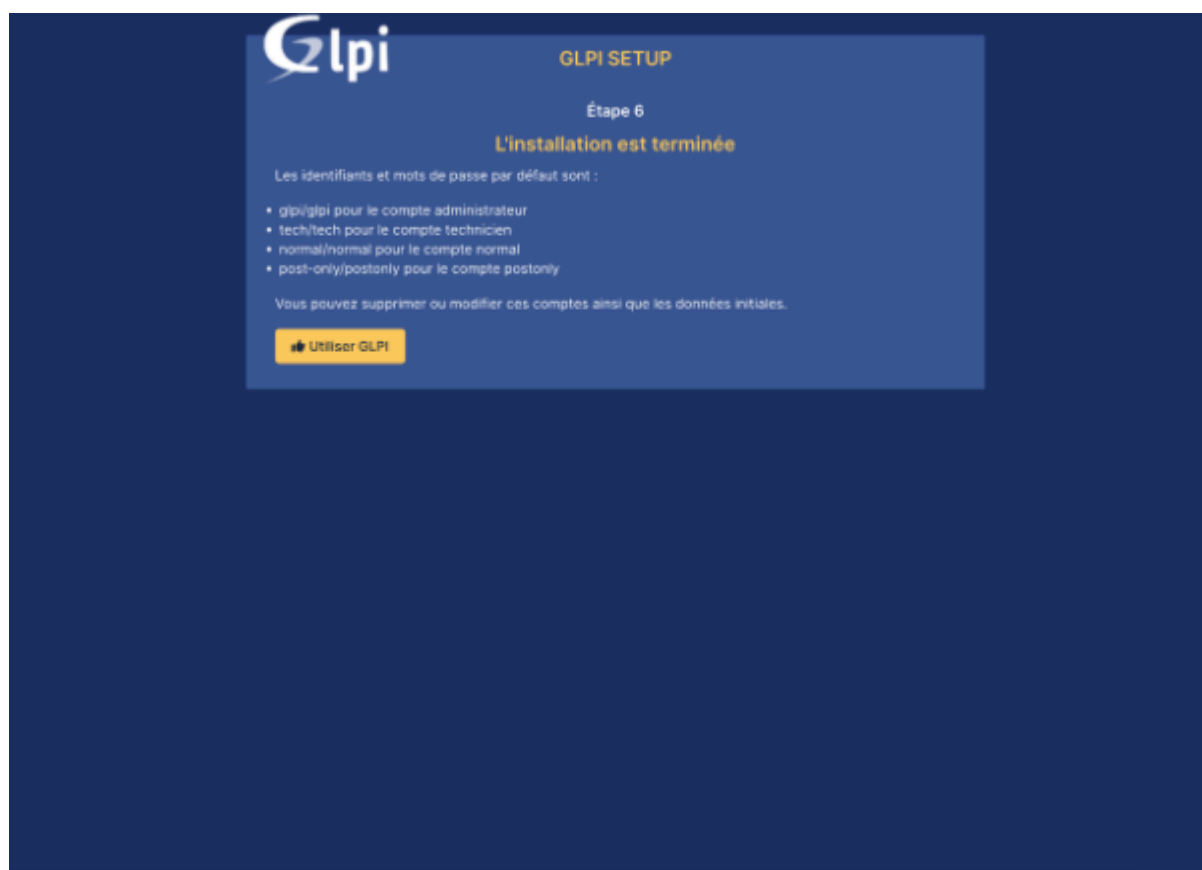 Glpi
GLPI SETUP
Étape 6
L'installation est terminée
Les identifiants et mots de passe par défaut sont :
• glpi/glpi pour le compte administrateur
• tech/tech pour le compte technicien
• normal/normal pour le compte normal
• post-only/postonly pour le compte postonly
Vous pouvez supprimer ou modifier ces comptes ainsi que les données initiales.
Utiliser GLPI